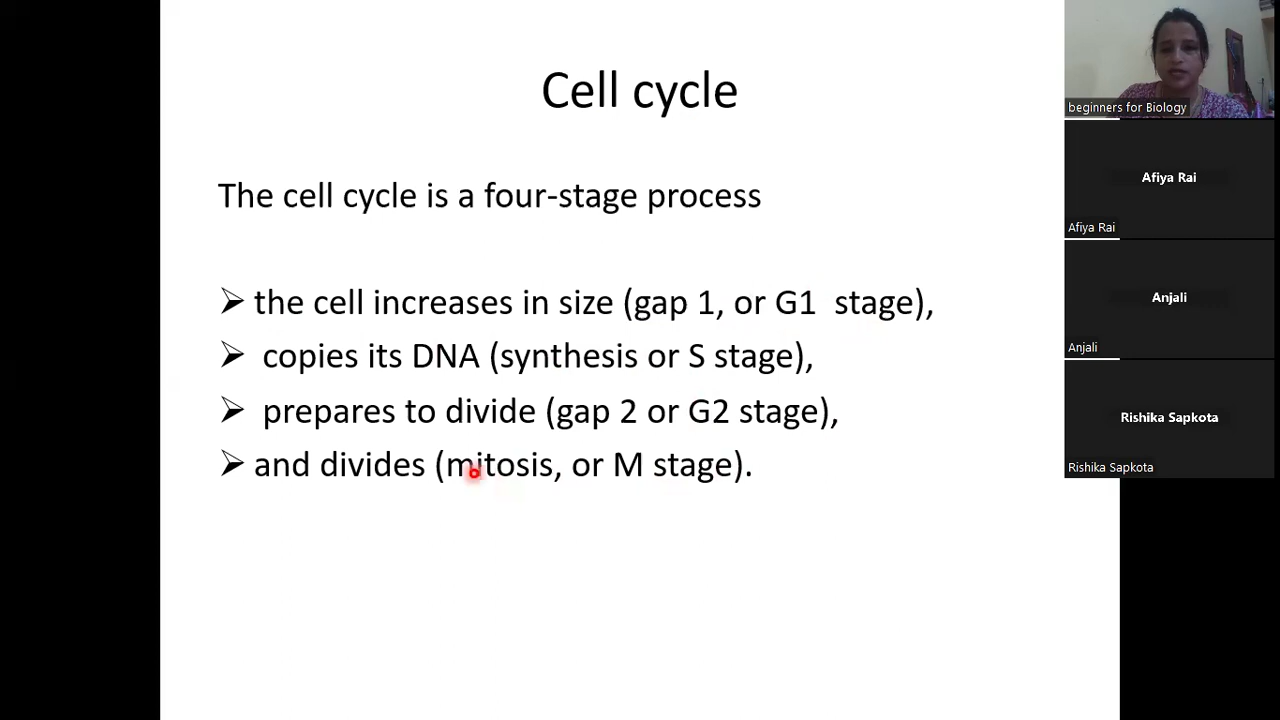 Cell cycle
The cell cycle is a four-stage process
➢ the cell increases in size (gap 1, or G1 stage),
➢ copies its DNA (synthesis or S stage),
➢ prepares to divide (gap 2 or G2 stage),
➢ and divides (mitosis, or M stage).
beginners for Biology
Afiya Rai
Afiya Rai
Anjali
Anjali
Rishika Sapkota
Rishika Sapkota